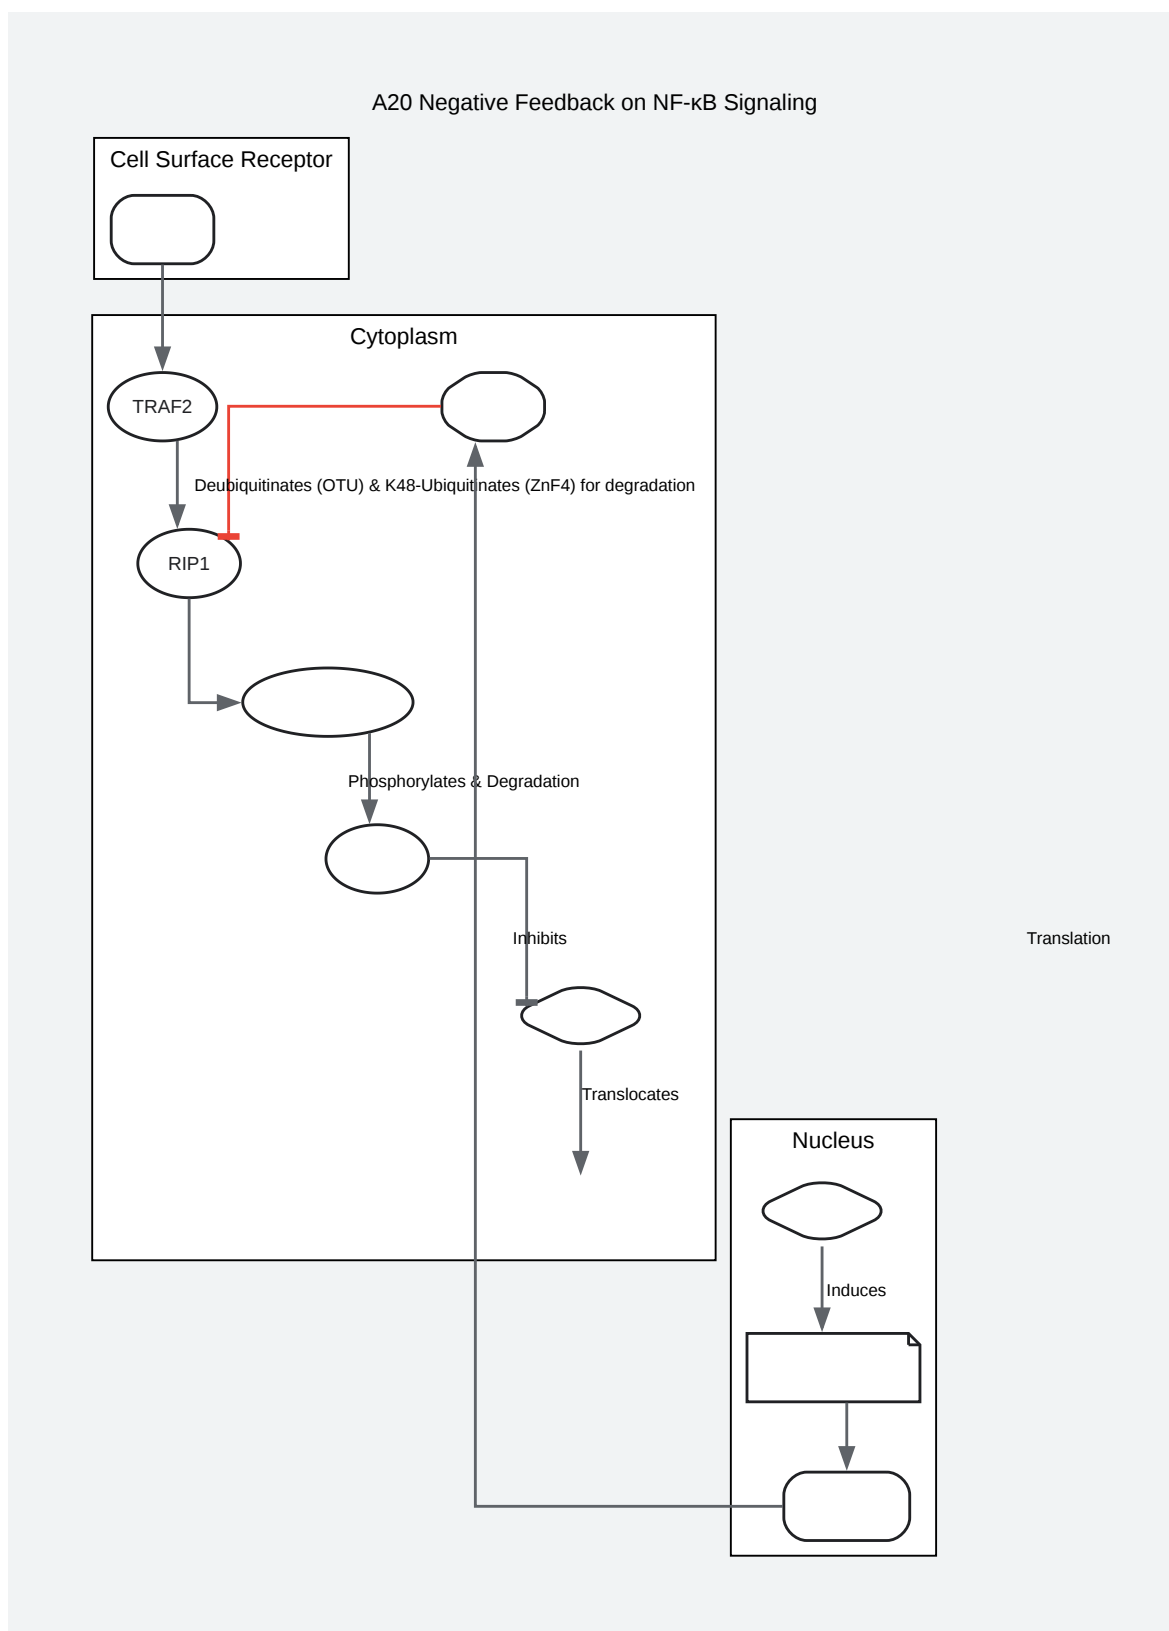 A20 Negative Feedback on NF-κB Signaling
Cell Surface Receptor
Cytoplasm
TRAF2
Deubiquitinates (OTU) & K48-Ubiquitinates (ZnF4) for degradation
RIP1
Phosphorylates & Degradation
Inhibits
Translation
Translocates
Nucleus
Induces